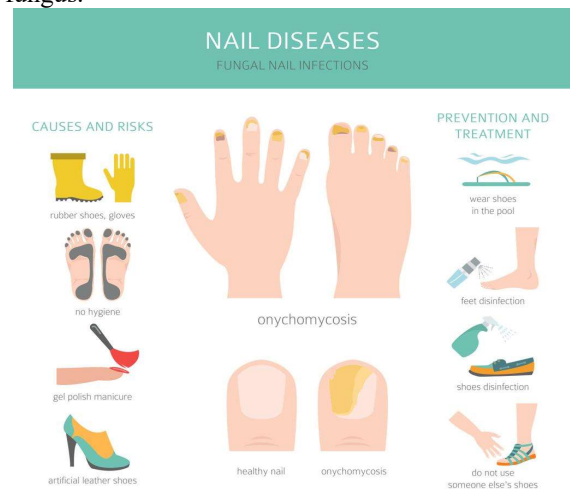 fungus.
NAIL DISEASES
FUNGAL NAIL INFECTIONS
CAUSES AND RISKS
rubber shoes, gloves
no hygiene
gel polish manicure
artificial leather shoes
onychomycosis
healthy nail
onychomycosis
PREVENTION AND
TREATMENT
wear shoes
in the pool
feet disinfection
shoes disinfection
do not use
someone else's shoes